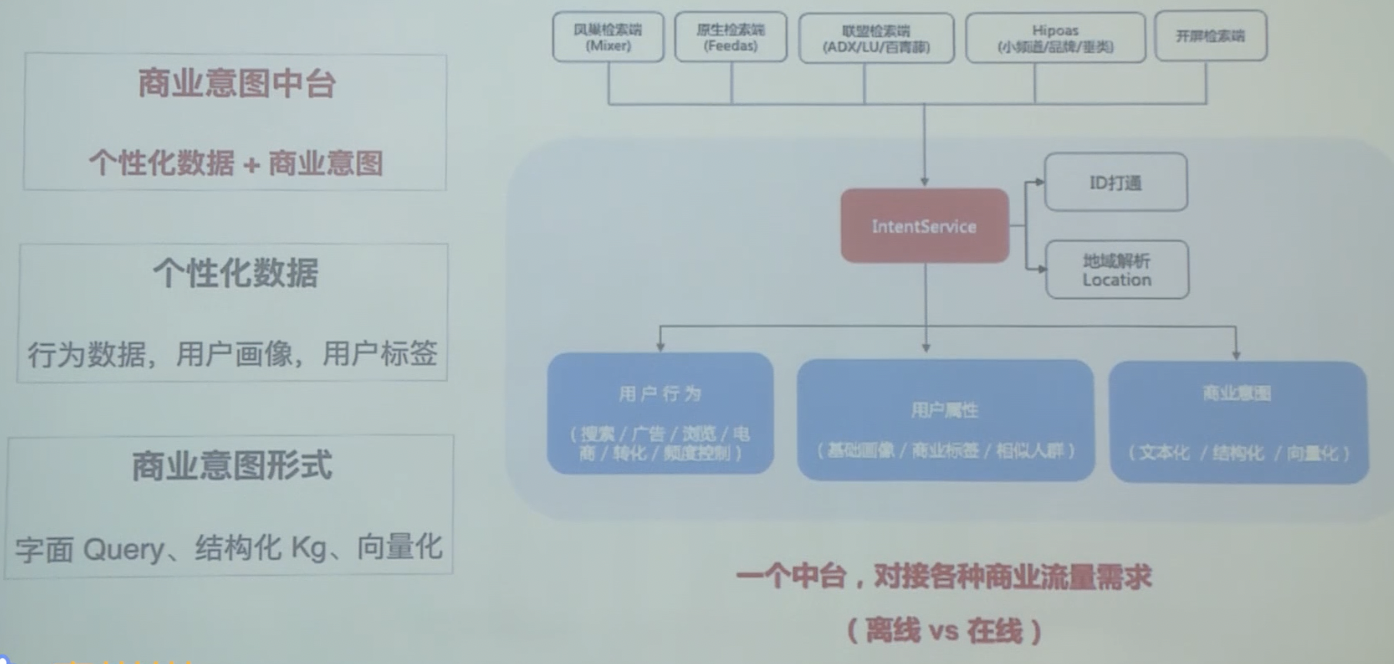 商业意图中台
个性化数据 + 商业意图
个性化数据
行为数据，用户画像，用户标签
商业意图形式
字面 Query、结构化 Kg、向量化
凤巢检索端
(Mixer)
原生检索端
(Feedas)
联盟检索端
(ADX/LU/百青藤)
Hipoas
(小频道/品牌/垂类)
开屏检索端
IntentService
ID打通
地域解析
Location
用户行为
（搜索 / 广告 / 浏览 / 电
商 / 转化 / 频度控制）
用户属性
（基础画像 / 商业标签 / 相似人群）
商业意图
（文本化 / 结构化 / 向量化）
一个中台，对接各种商业流量需求
（离线 vs 在线）